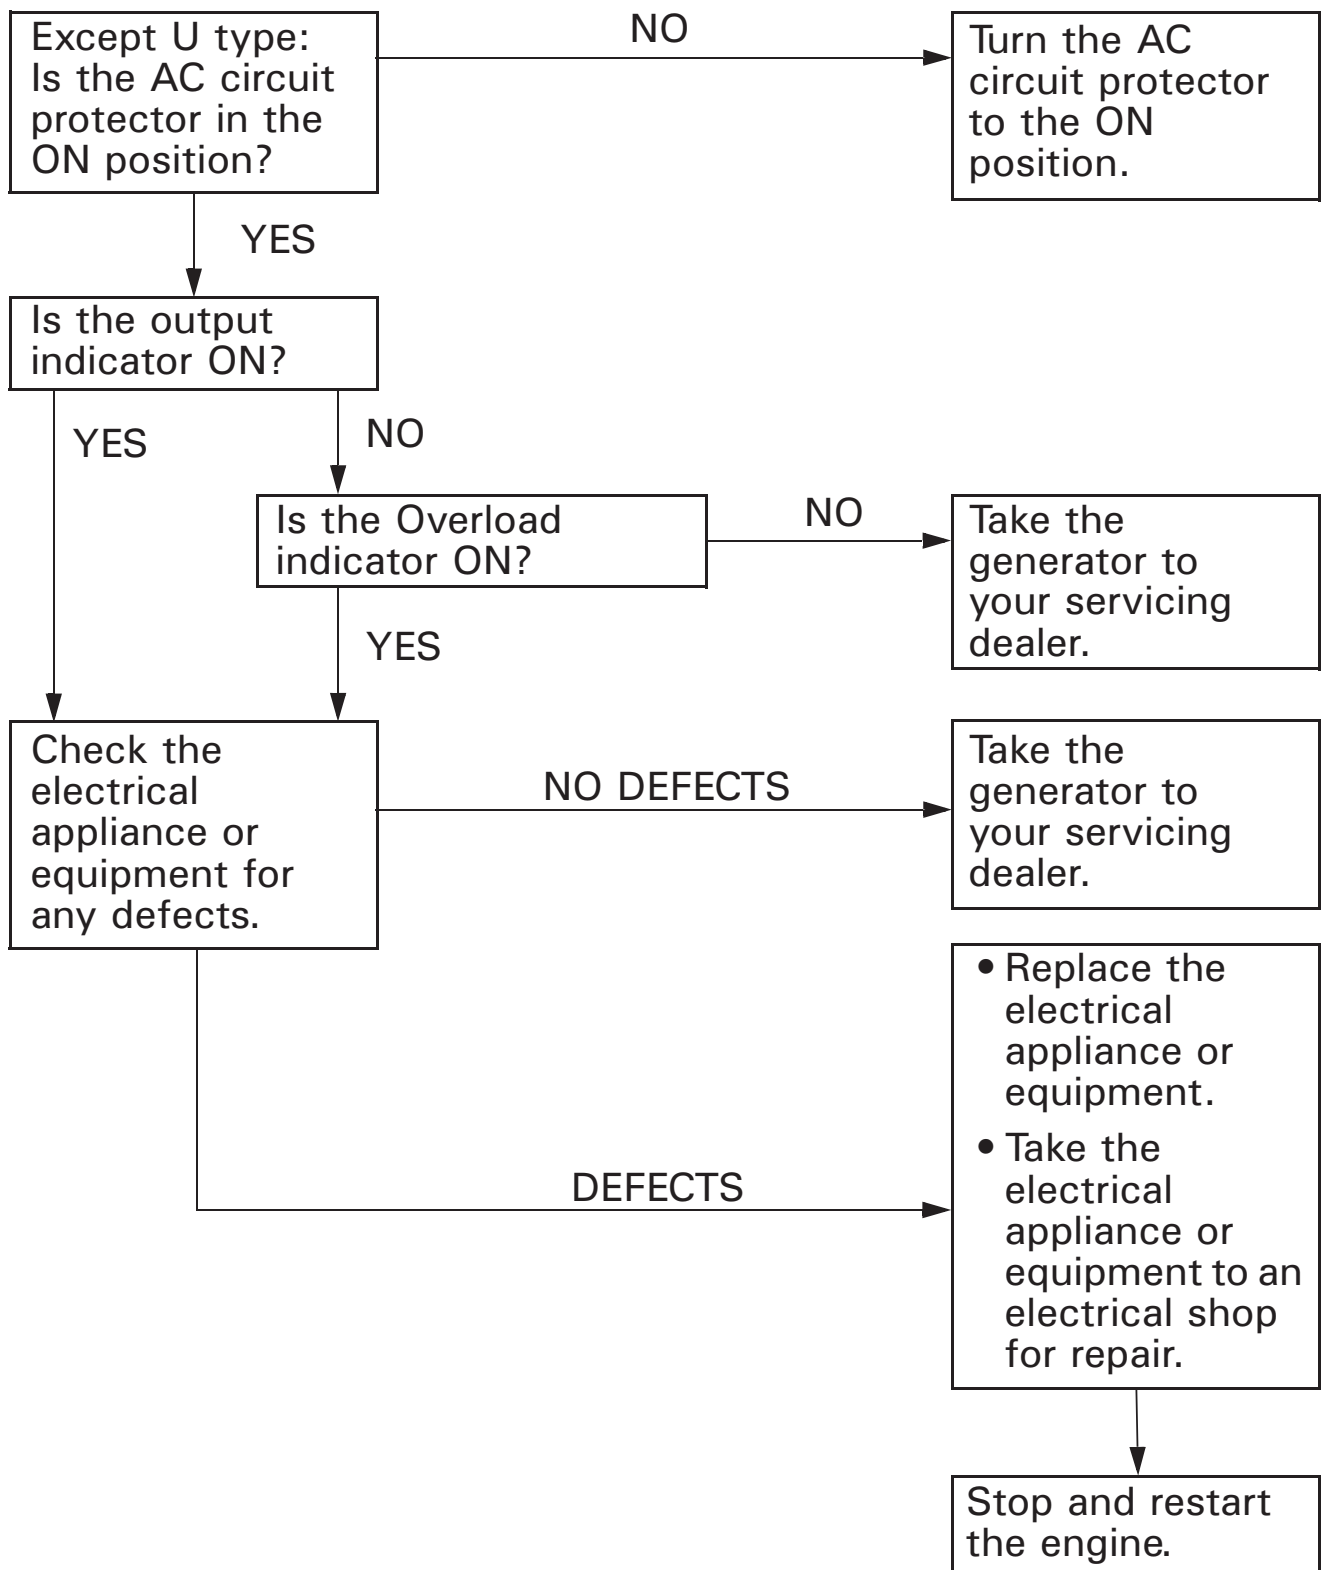 Except U type:
Is the AC circuit
protector in the
ON position?
NO
Turn the AC
circuit protector
to the ON
position.
YES
Is the output
indicator ON?
YES
NO
Is the Overload
indicator ON?
NO
Take the
generator to
your servicing
dealer.
YES
Check the
electrical
appliance or
equipment for
any defects.
NO DEFECTS
Take the
generator to
your servicing
dealer.
DEFECTS
• Replace the
electrical
appliance or
equipment.
• Take the
electrical
appliance or
equipment to an
electrical shop
for repair.
Stop and restart
the engine.